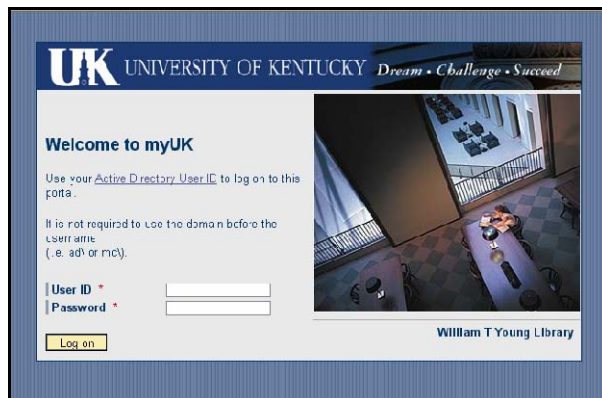 UK UNIVERSITY OF KENTUCKY Dream • Challenge • Succeed
Welcome to myUK
Use your Active Directory User ID to log on to this
portal.
It is not required to use the domain before the
username
(i.e. ad\ or mc\).
User ID *
Password *
Log on
William T Young Library